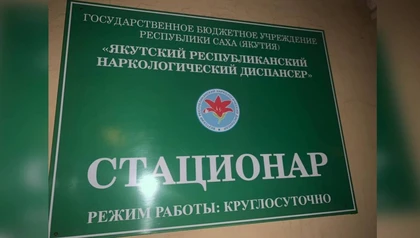 ГОСУДАРСТВЕННОЕ БЮДЖЕТНОЕ УЧРЕЖДЕНИЕ
РЕСПУБЛИКИ САХА (ЯКУТИЯ)
«ЯКУТСКИЙ РЕСПУБЛИКАНСКИЙ
НАРКОЛОГИЧЕСКИЙ ДИСПАНСЕР»
СТАЦИОНАР
РЕЖИМ РАБОТЫ: КРУГЛОСУТОЧНО